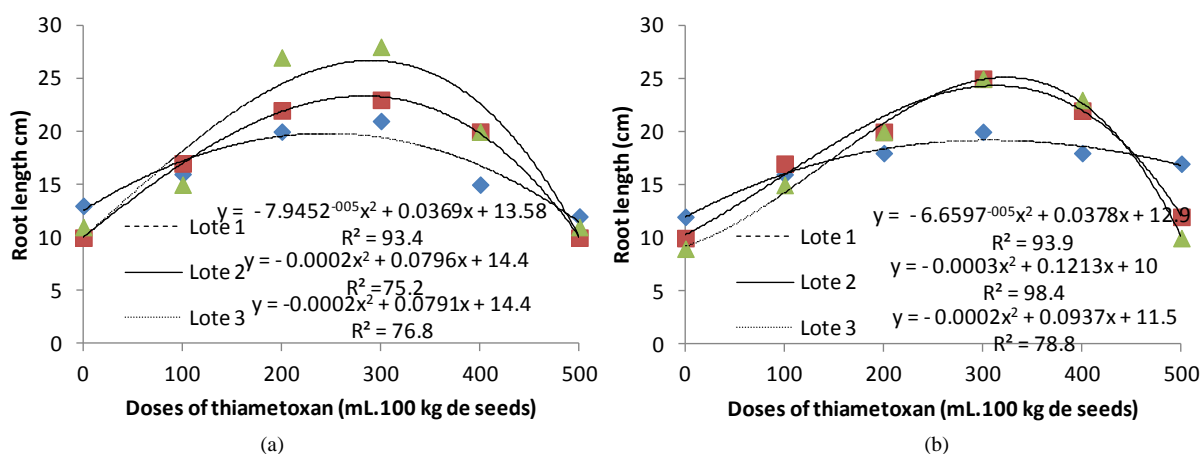 30
25
20
15
10
5
0
Root length cm)
y = - 7.9452⁻⁰⁰⁵x² + 0.0369x + 13.58
Lote 1
R² = 93.4
y = - 0.0002x² + 0.0796x + 14.4
Lote 2
R² =75.2
y = -0.0002x² + 0.0791x + 14.4
Lote 3
R² = 76.8
0 100 200 300 400 500
Doses of thiametoxan (mL.100 kg de seeds)
(a)
30
25
20
15
10
5
0
Root length (cm)
y = - 6.6597⁻⁰⁰⁵x² + 0.0378x + 12.9
Lote 1
R² = 93.9
y = - 0.0003x² + 0.1213x + 10
Lote 2
R² = 98.4
y = - 0.0002x² + 0.0937x + 11.5
Lote 3
R² = 78.8
0 100 200 300 400 500
Doses of thiametoxan (mL.100 kg de seeds)
(b)